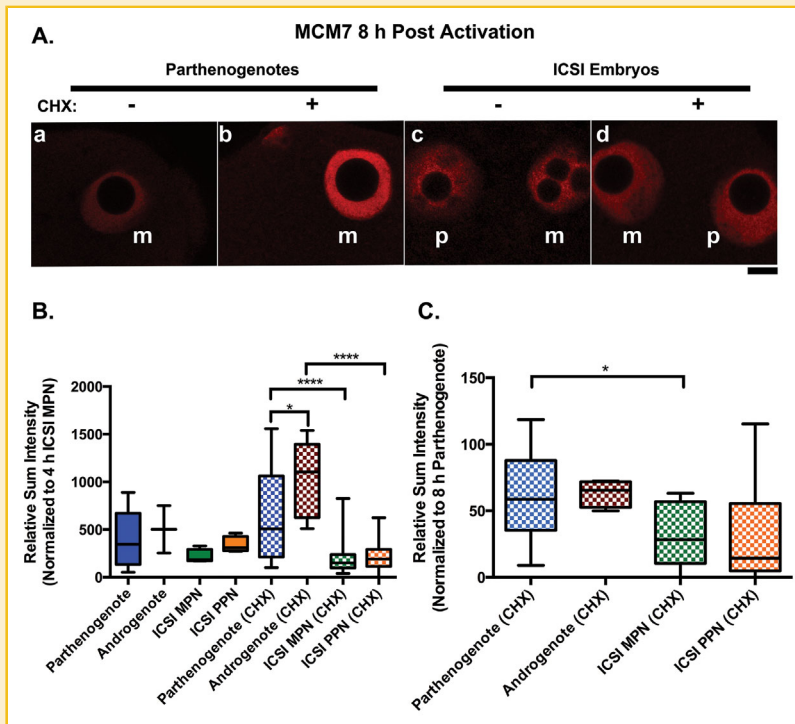 A.
MCM7 8 h Post Activation
Parthenogenotes
ICSI Embryos
CHX: - + - +
a b c d
m m p m m p
B.
Relative Sum Intensity
(Normalized to 4 h ICSI MPN)
2000
1500
1000
500
0
****
****
*
Parthenogenote
Androgenote
ICSI MPN
ICSI PPN
Parthenogenote (CHX)
Androgenote (CHX)
ICSI MPN (CHX)
ICSI PPN (CHX)
C.
Relative Sum Intensity
(Normalized to 8 h Parthenogenote)
150
100
50
0
*
Parthenogenote (CHX)
Androgenote (CHX)
ICSI MPN (CHX)
ICSI PPN (CHX)